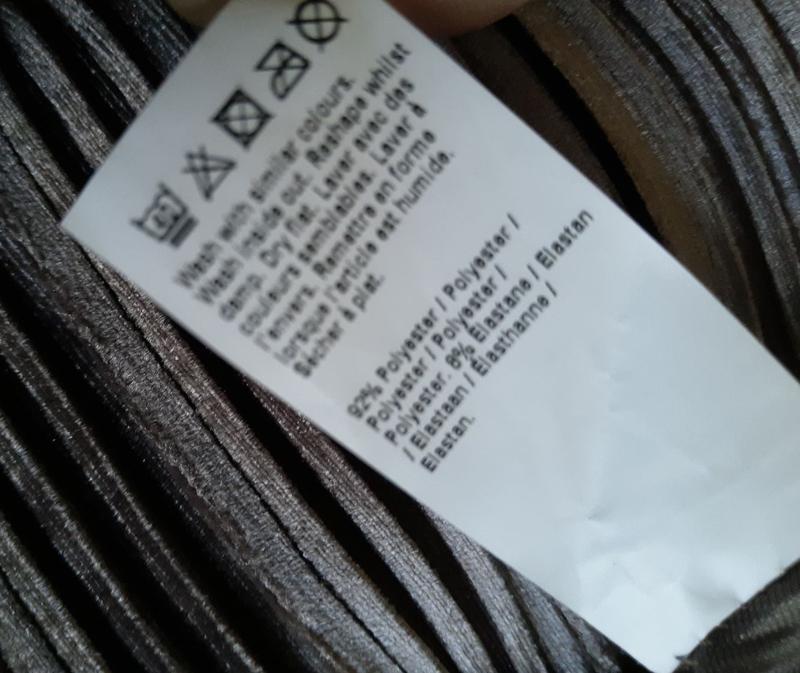 Wash with similar colours.
Wash inside out. Reshape whilst
damp. Dry flat. Laver avec des
couleurs semblables. Laver à
l'envers. Remettre en forme
lorsque l'article est humide.
Sécher à plat.
92% Polyester / Polyester /
Polyester / Polyester /
Polyester. 8% Elastane / Elastan
/ Elastaan / Élasthanne /
Elastan.